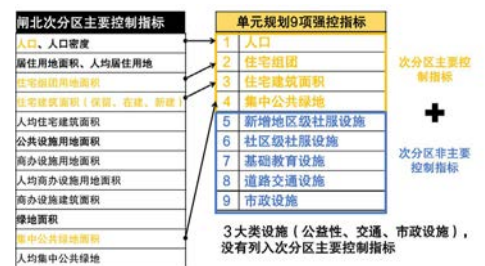 闸北次分区主要控制指标
人口、人口密度
居住用地面积、人均居住用地
住宅组团用地面积
住宅建筑面积（保留、在建、新建）
人均住宅建筑面积
公共设施用地面积
商办设施用地面积
人均商办设施用地面积
商办设施建筑面积
绿地面积
集中公共绿地面积
人均集中公共绿地
单元规划9项强控指标
1 人口
2 住宅组团
3 住宅建筑面积
4 集中公共绿地
5 新增地区级社服设施
6 社区级社服设施
7 基础教育设施
8 道路交通设施
9 市政设施
次分区主要控
制指标
+
次分区非主要
控制指标
3大类设施（公益性、交通、市政设施），
没有列入次分区主要控制指标